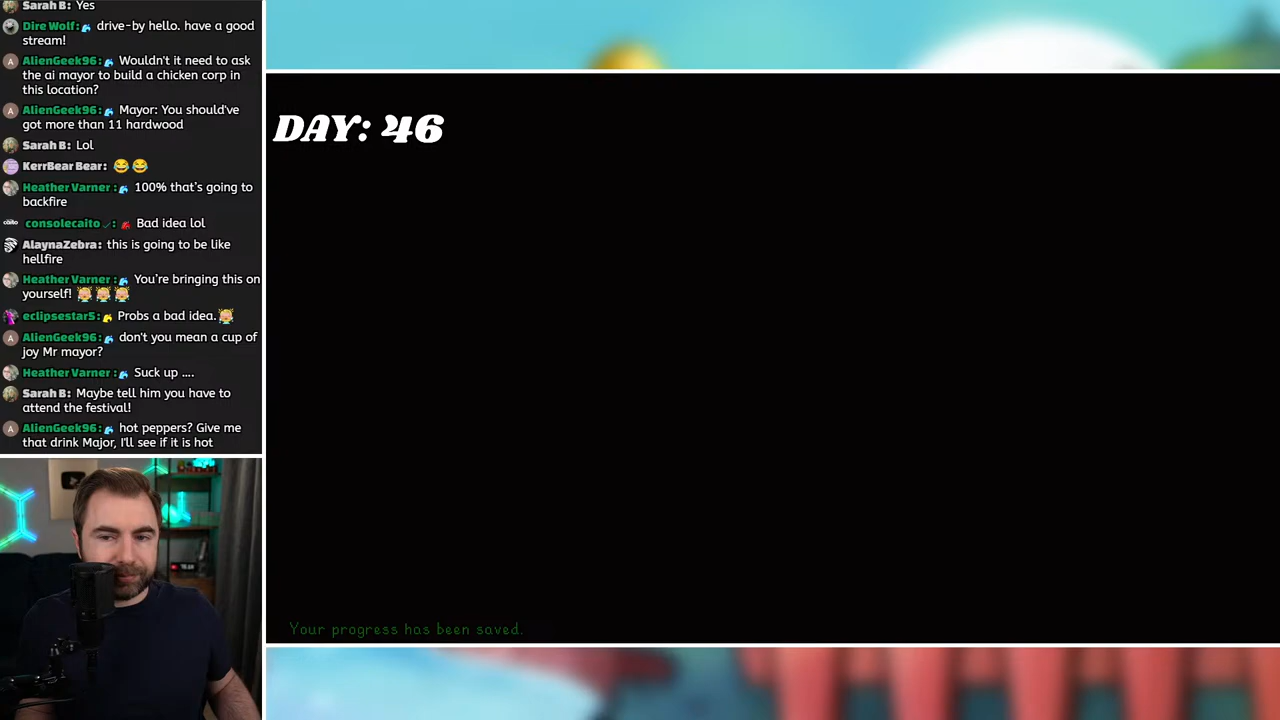 Sarah B: Yes
Dire Wolf: drive-by hello. have a good
stream!
AlienGeek96: Wouldn't it need to ask
the ai mayor to build a chicken corp in
this location?
AlienGeek96: Mayor: You should've
got more than 11 hardwood
Sarah B: Lol
KerrBear Bear:
Heather Varner: 100% that's going to
backfire
consolecaito: Bad idea lol
AlaynaZebra: this is going to be like
hellfire
Heather Varner: You're bringing this on
yourself!
eclipsestar5: Probs a bad idea.
AlienGeek96: don't you mean a cup of
joy Mr mayor?
Heather Varner: Suck up ....
Sarah B: Maybe tell him you have to
attend the festival!
AlienGeek96: hot peppers? Give me
that drink Major, I'll see if it is hot
DAY: 46
Your progress has been saved.